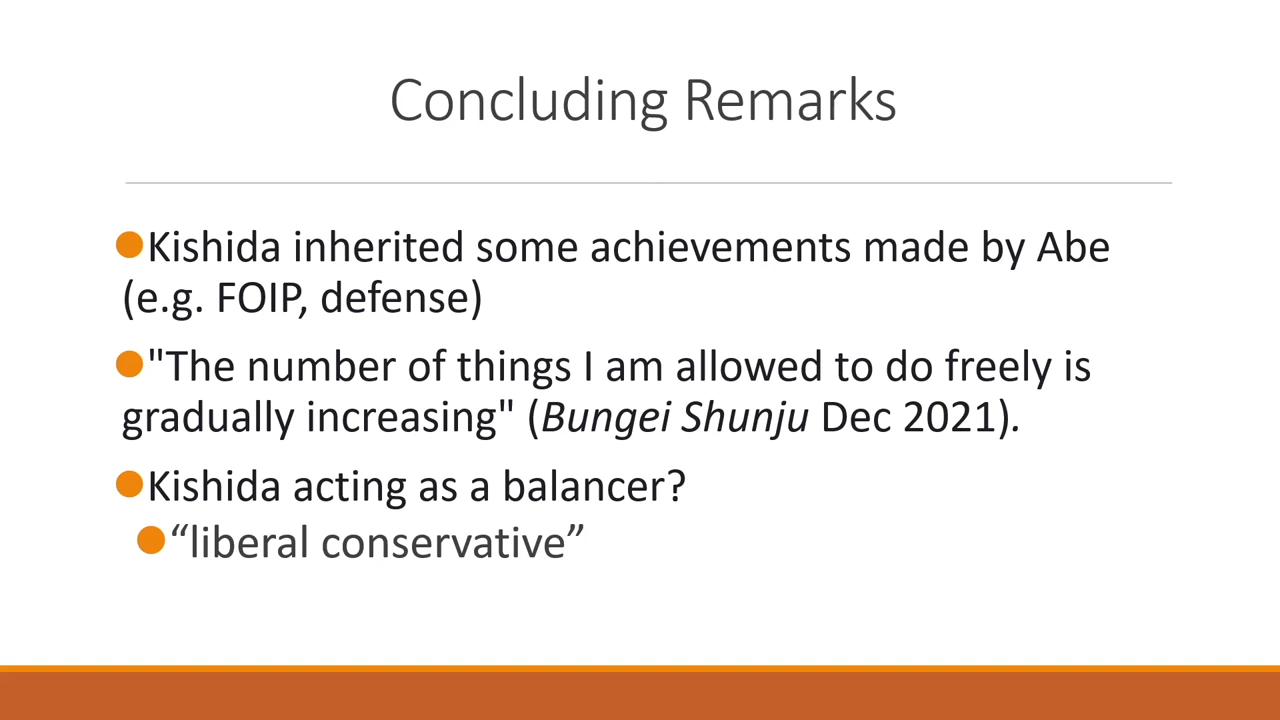 Concluding Remarks
Kishida inherited some achievements made by Abe
(e.g. FOIP, defense)
"The number of things I am allowed to do freely is
gradually increasing" (Bungei Shunju Dec 2021).
Kishida acting as a balancer?
“liberal conservative”